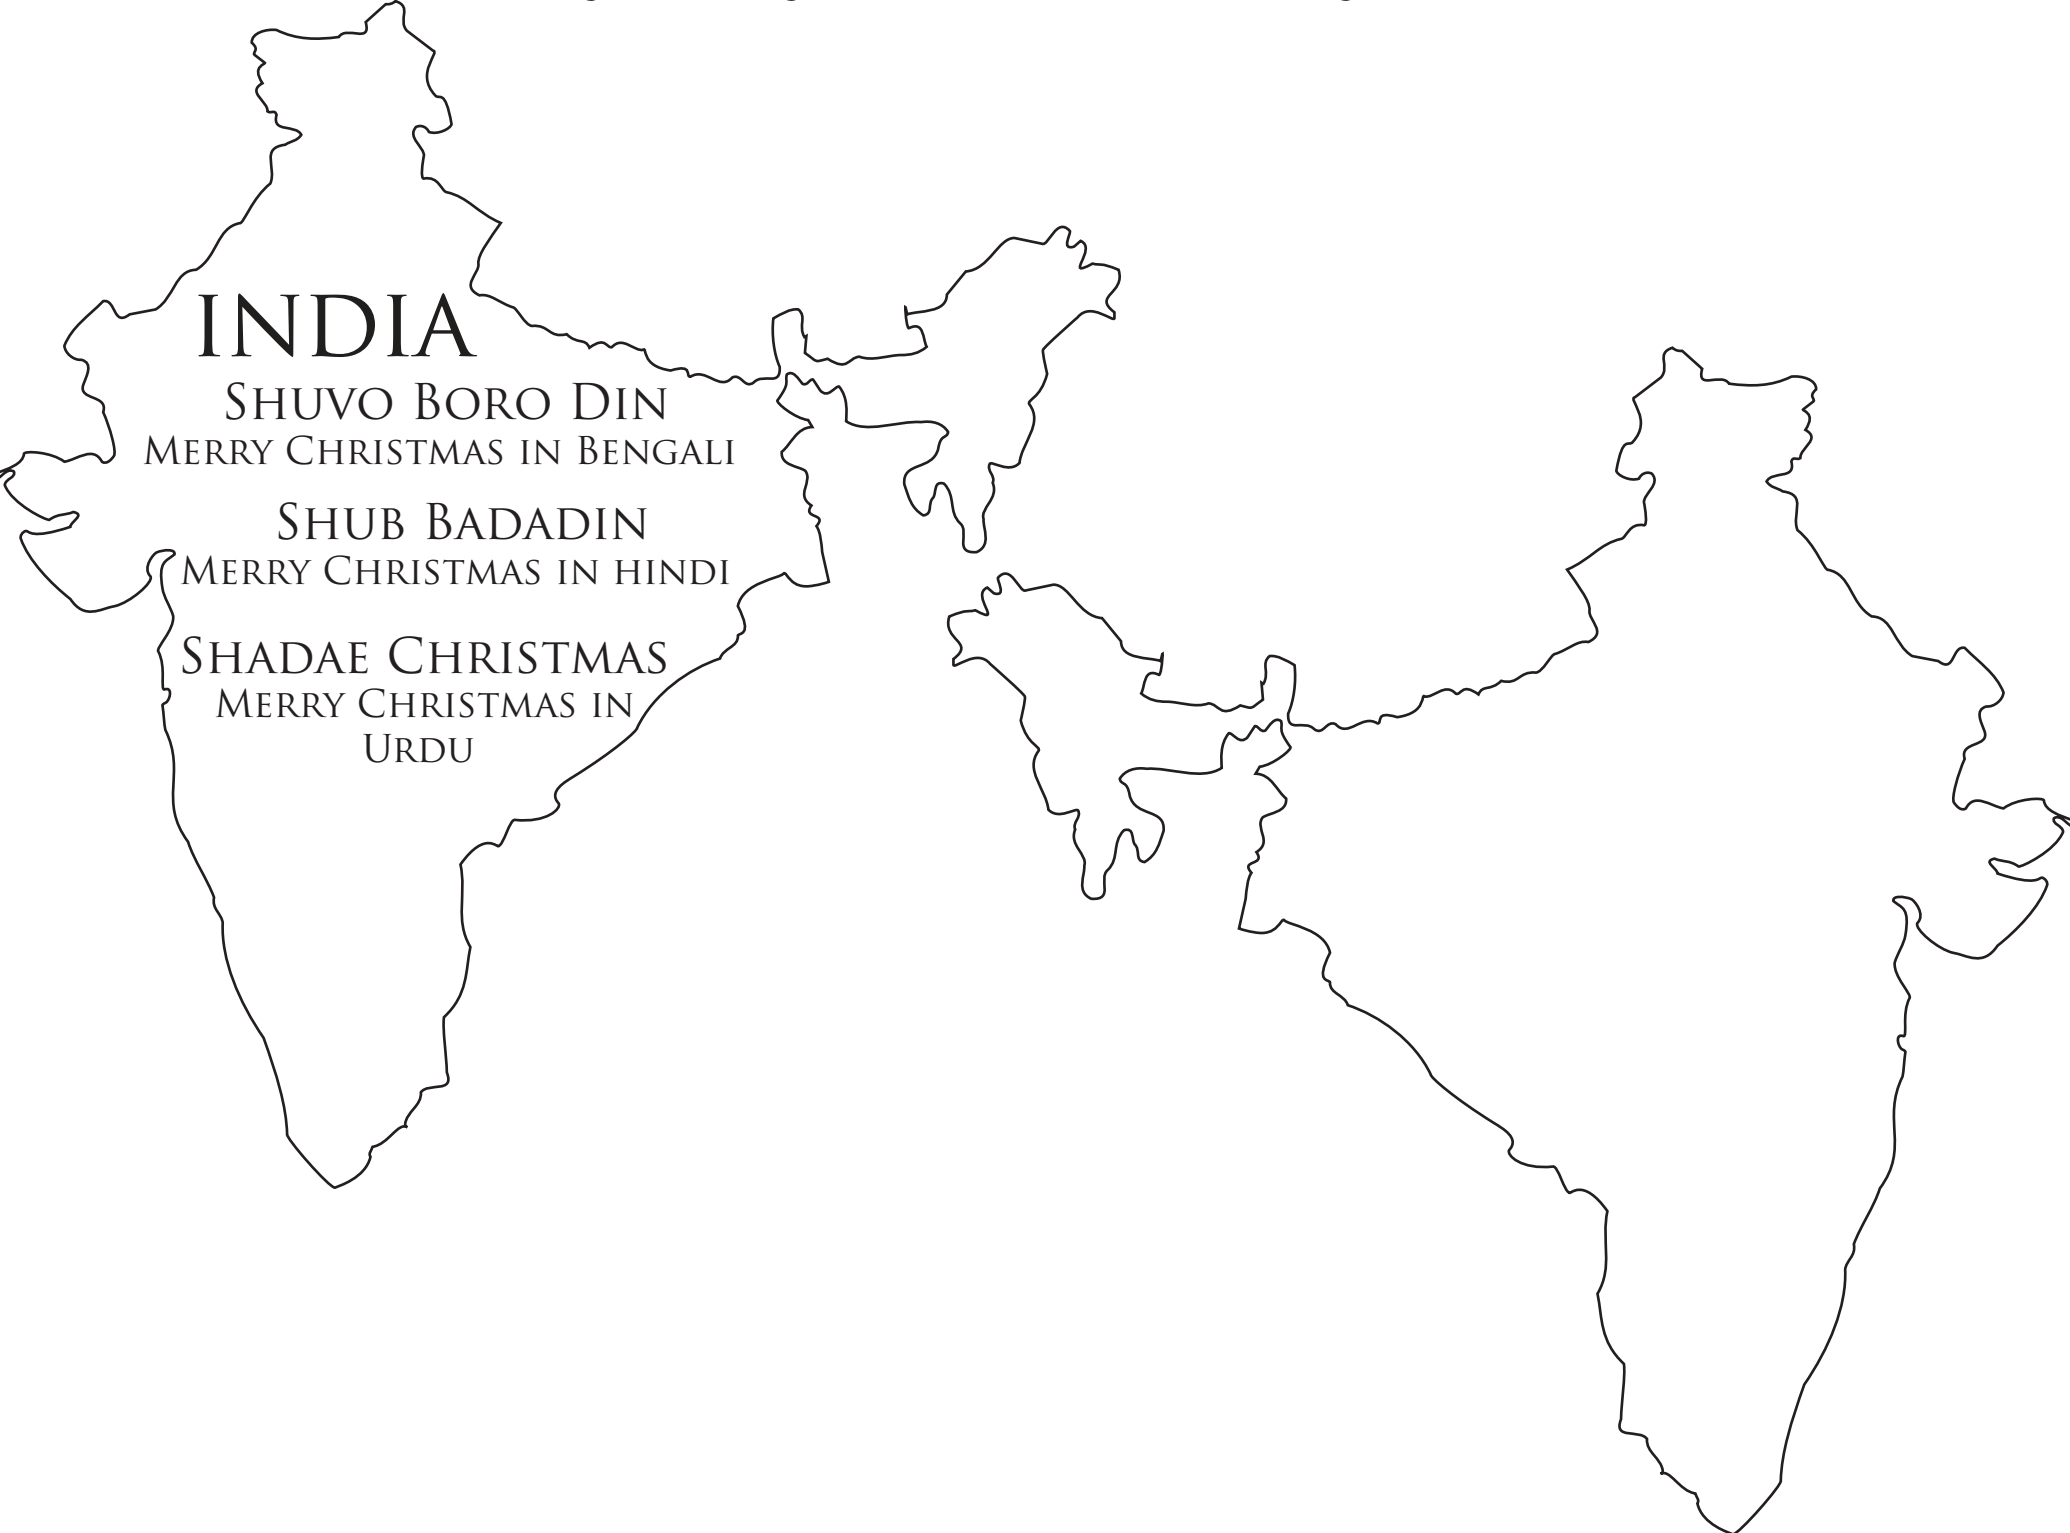 INDIA
Shuvo Boro Din
Merry Christmas in Bengali
Shub Badadin
Merry Christmas in hindi
Shadae Christmas
Merry Christmas in
Urdu